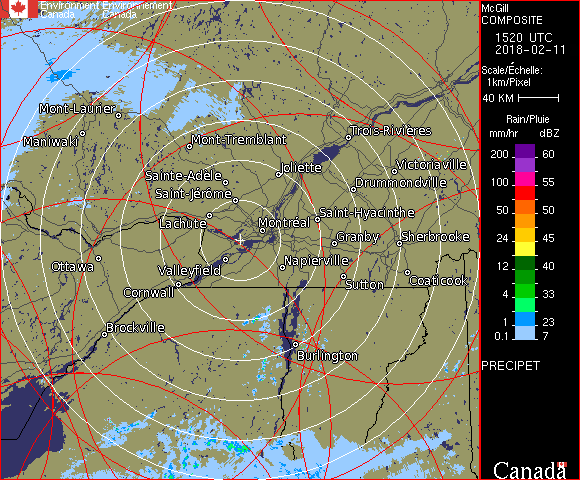 Environment Environnement
Canada Canada
McGill
COMPOSITE
1520 UTC
2018-02-11
Scale/Échelle:
1km/Pixel
40 KM
Rain/Pluie
mm/hr dBZ
200 60
155
100 55
50 50
24 45
12 40
4 33
1 23
0.1 7
PRECIPET
Canada
Mont-Laurier
Maniwaki
Mont-Tremblant
Trois-Rivières
Joliette
Victoriaville
Sainte-Adèle
Drummondville
Saint-Jérôme
Lachute
Saint-Hyacinthe
Montréal
Granby
Sherbrooke
Ottawa
Valleyfield
Napierville
Cornwall
Sutton
Coaticook
Brockville
Burlington